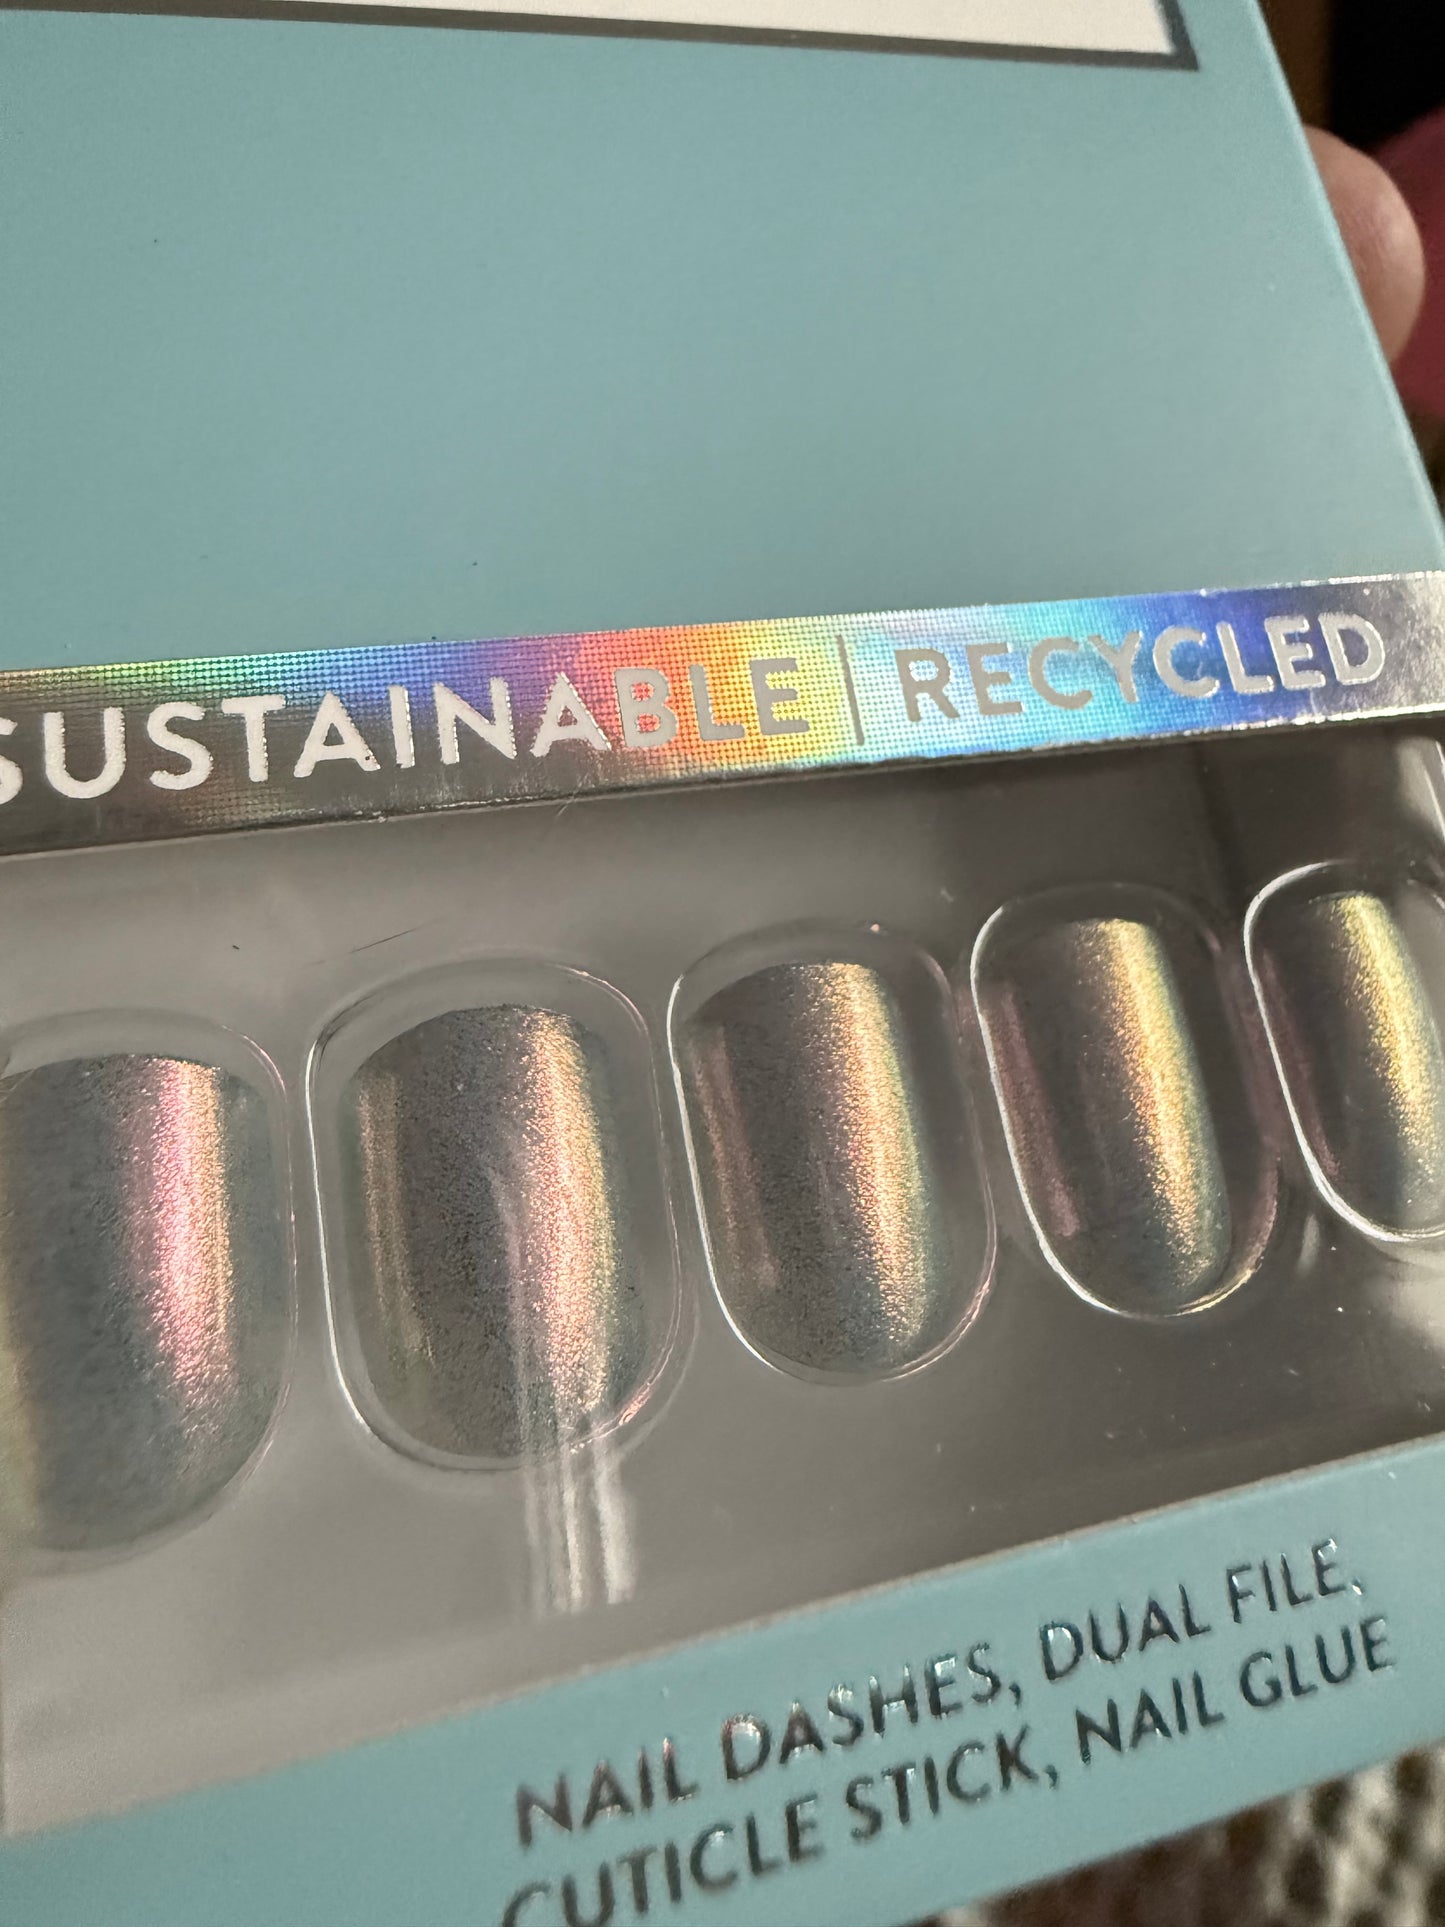 SUSTAINABLE | RECYCLED
NAIL DASHES, DUAL FILE,
CUTICLE STICK, NAIL GLUE